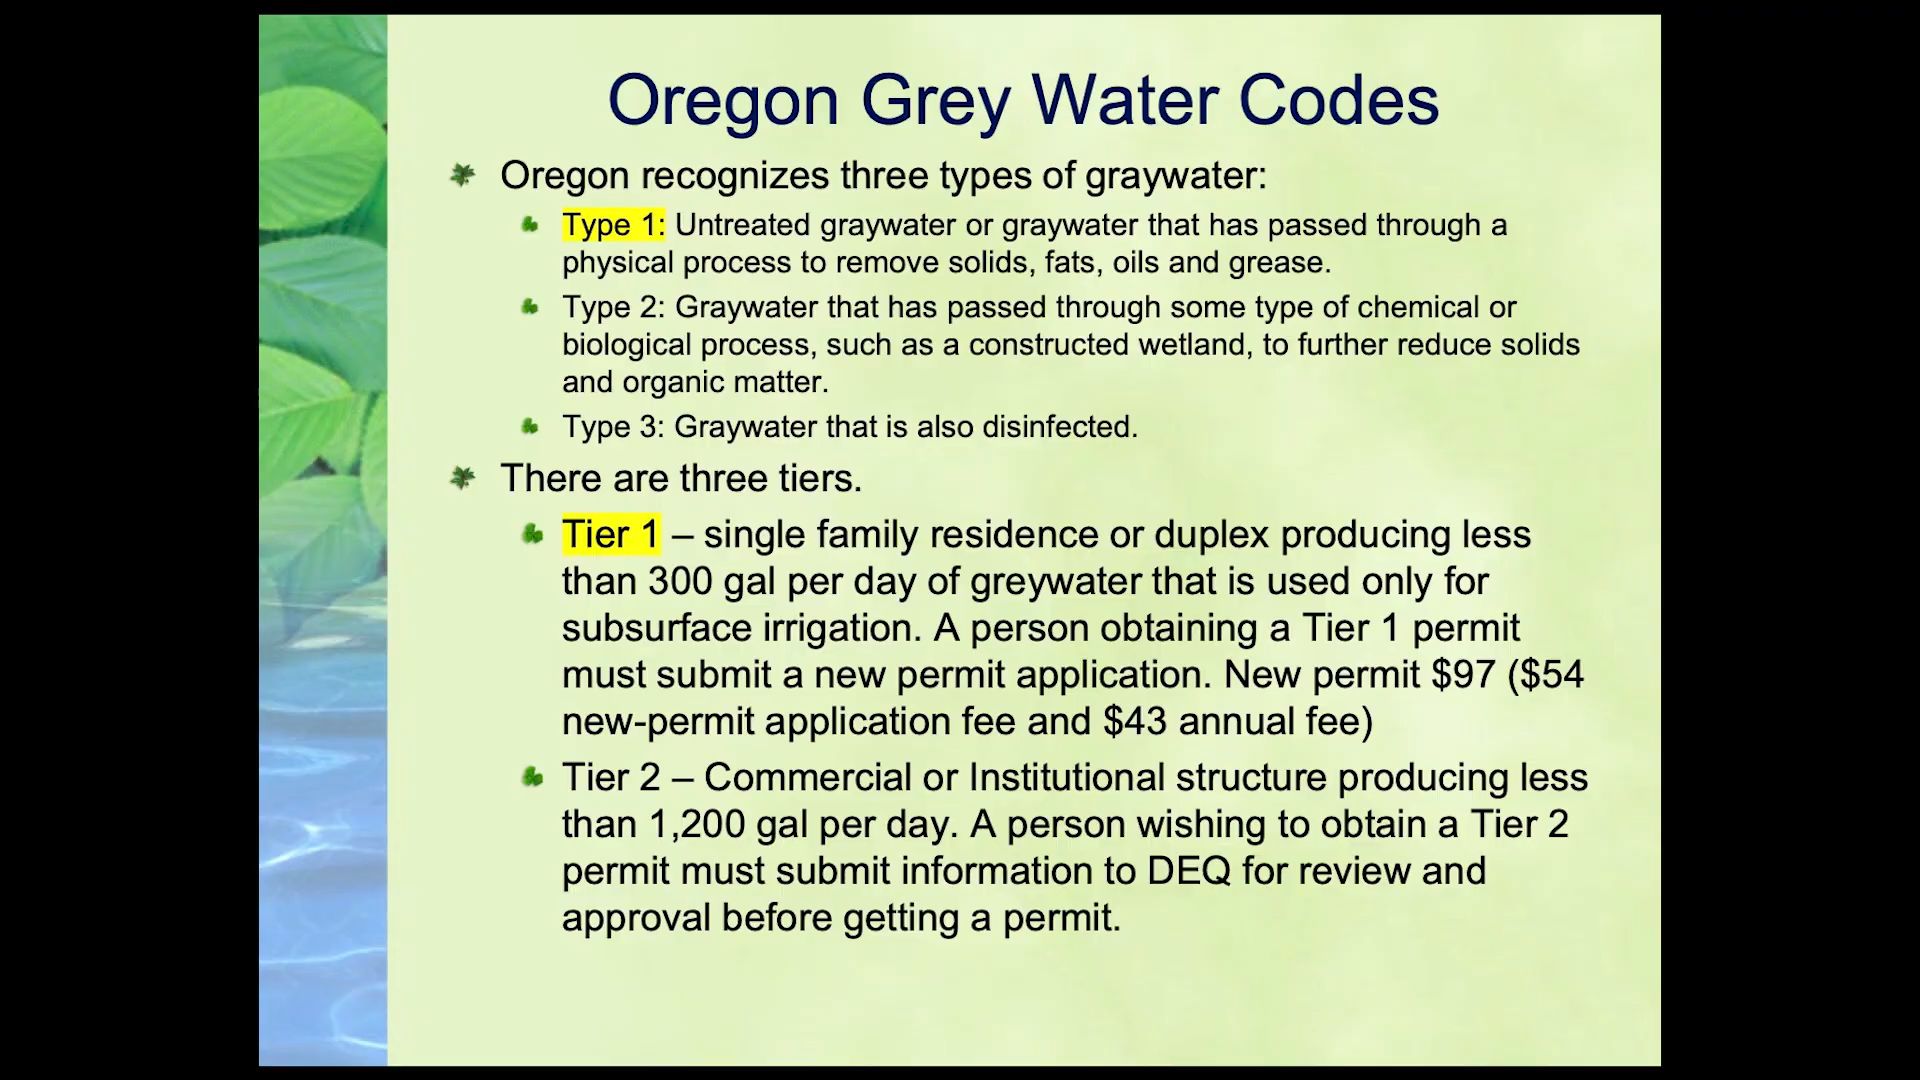 Oregon Grey Water Codes
Oregon recognizes three types of graywater:
Type 1: Untreated graywater or graywater that has passed through a
physical process to remove solids, fats, oils and grease.
Type 2: Graywater that has passed through some type of chemical or
biological process, such as a constructed wetland, to further reduce solids
and organic matter.
Type 3: Graywater that is also disinfected.
There are three tiers.
Tier 1 – single family residence or duplex producing less
than 300 gal per day of greywater that is used only for
subsurface irrigation. A person obtaining a Tier 1 permit
must submit a new permit application. New permit $97 ($54
new-permit application fee and $43 annual fee)
Tier 2 – Commercial or Institutional structure producing less
than 1,200 gal per day. A person wishing to obtain a Tier 2
permit must submit information to DEQ for review and
approval before getting a permit.